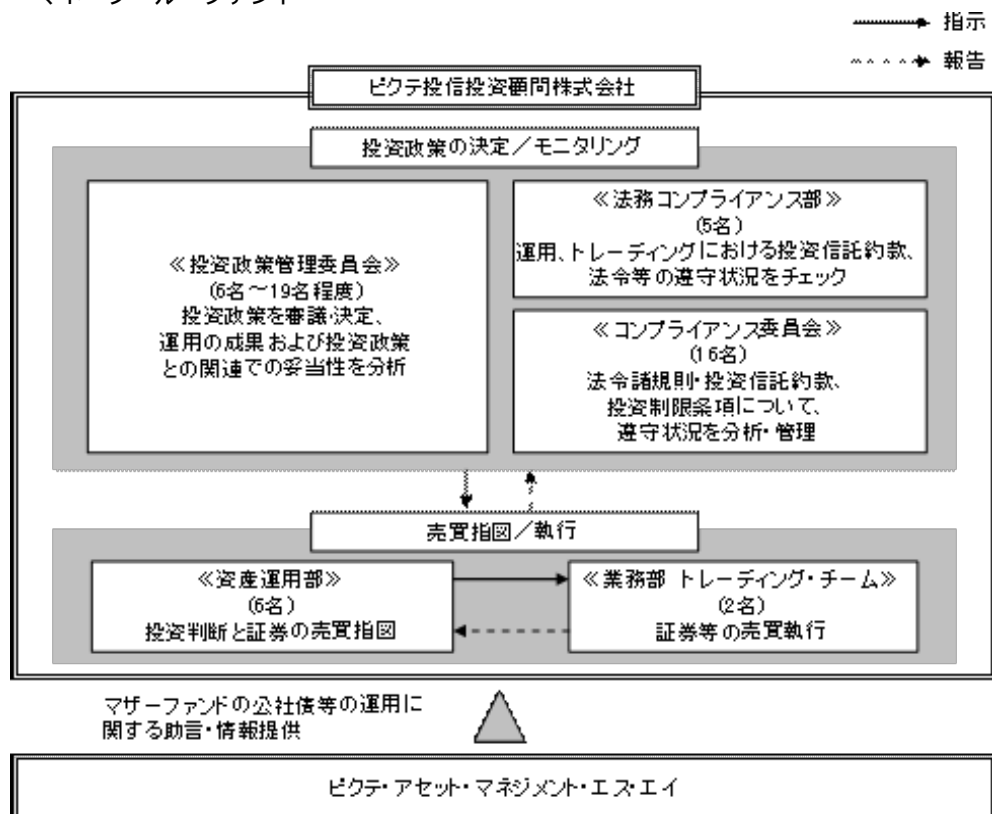 指示
報告
ピクテ投信投資顧問株式会社
投資政策の決定／モニタリング
≪投資政策管理委員会≫
(6名～19名程度)
投資政策を審議・決定、
運用の成果および投資政策
との関連での妥当性を分析
≪法務コンプライアンス部≫
(5名)
運用、トレーディングにおける投資信託約款、
法令等の遵守状況をチェック
≪コンプライアンス委員会≫
(16名)
法令諸規則・投資信託約款、
投資制限条項について、
遵守状況を分析・管理
売買指図／執行
≪資産運用部≫
(6名)
投資判断と証券の売買指図
≪業務部 トレーディング・チーム≫
(2名)
証券等の売買執行
マザーファンドの公社債等の運用に
関する助言・情報提供
ピクテ・アセット・マネジメント・エス・エイ